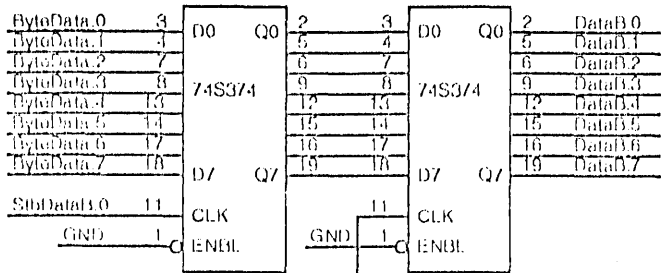 ByteData.0 3 D0 Q0 2 3 D0 Q0 2 DataB.0
ByteData.1 4 5 4 5 DataB.1
ByteData.2 7 6 7 6 DataB.2
ByteData.3 8 74S374 9 8 74S374 9 DataB.3
ByteData.4 13 12 13 12 DataB.4
ByteData.5 14 15 14 15 DataB.5
ByteData.6 17 16 17 16 DataB.6
ByteData.7 18 D7 Q7 19 18 D7 Q7 19 DataB.7
StbDataB.0 11 CLK 11 CLK
GND 1 ENBL GND 1 ENBL